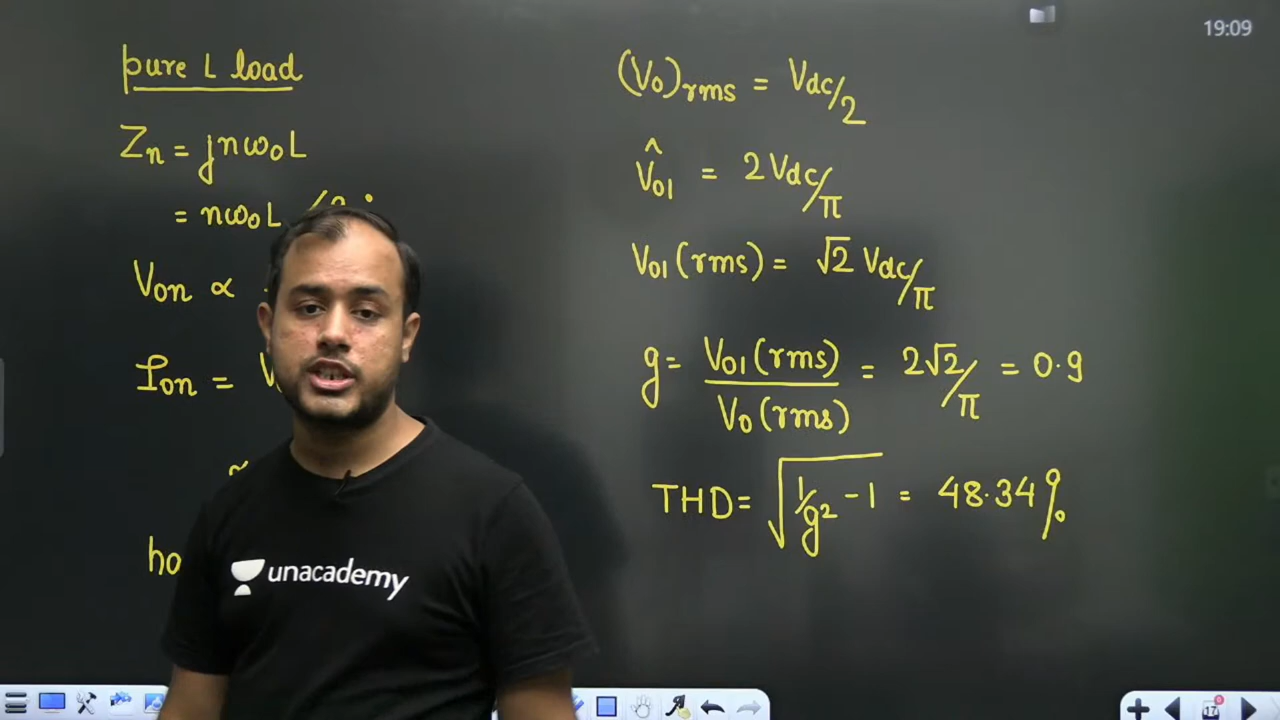 pure L load
Zn = jnω0L
= nω0L
Von ∝
Ion = V
ho
unacademy
19:09
(V0)rms = Vdc/2
V̂01 = 2Vdc/π
V01(rms) = √2 Vdc/π
g = V01(rms)/V0(rms) = 2√2/π = 0.9
THD = √(1/g² - 1) = 48.34%
17